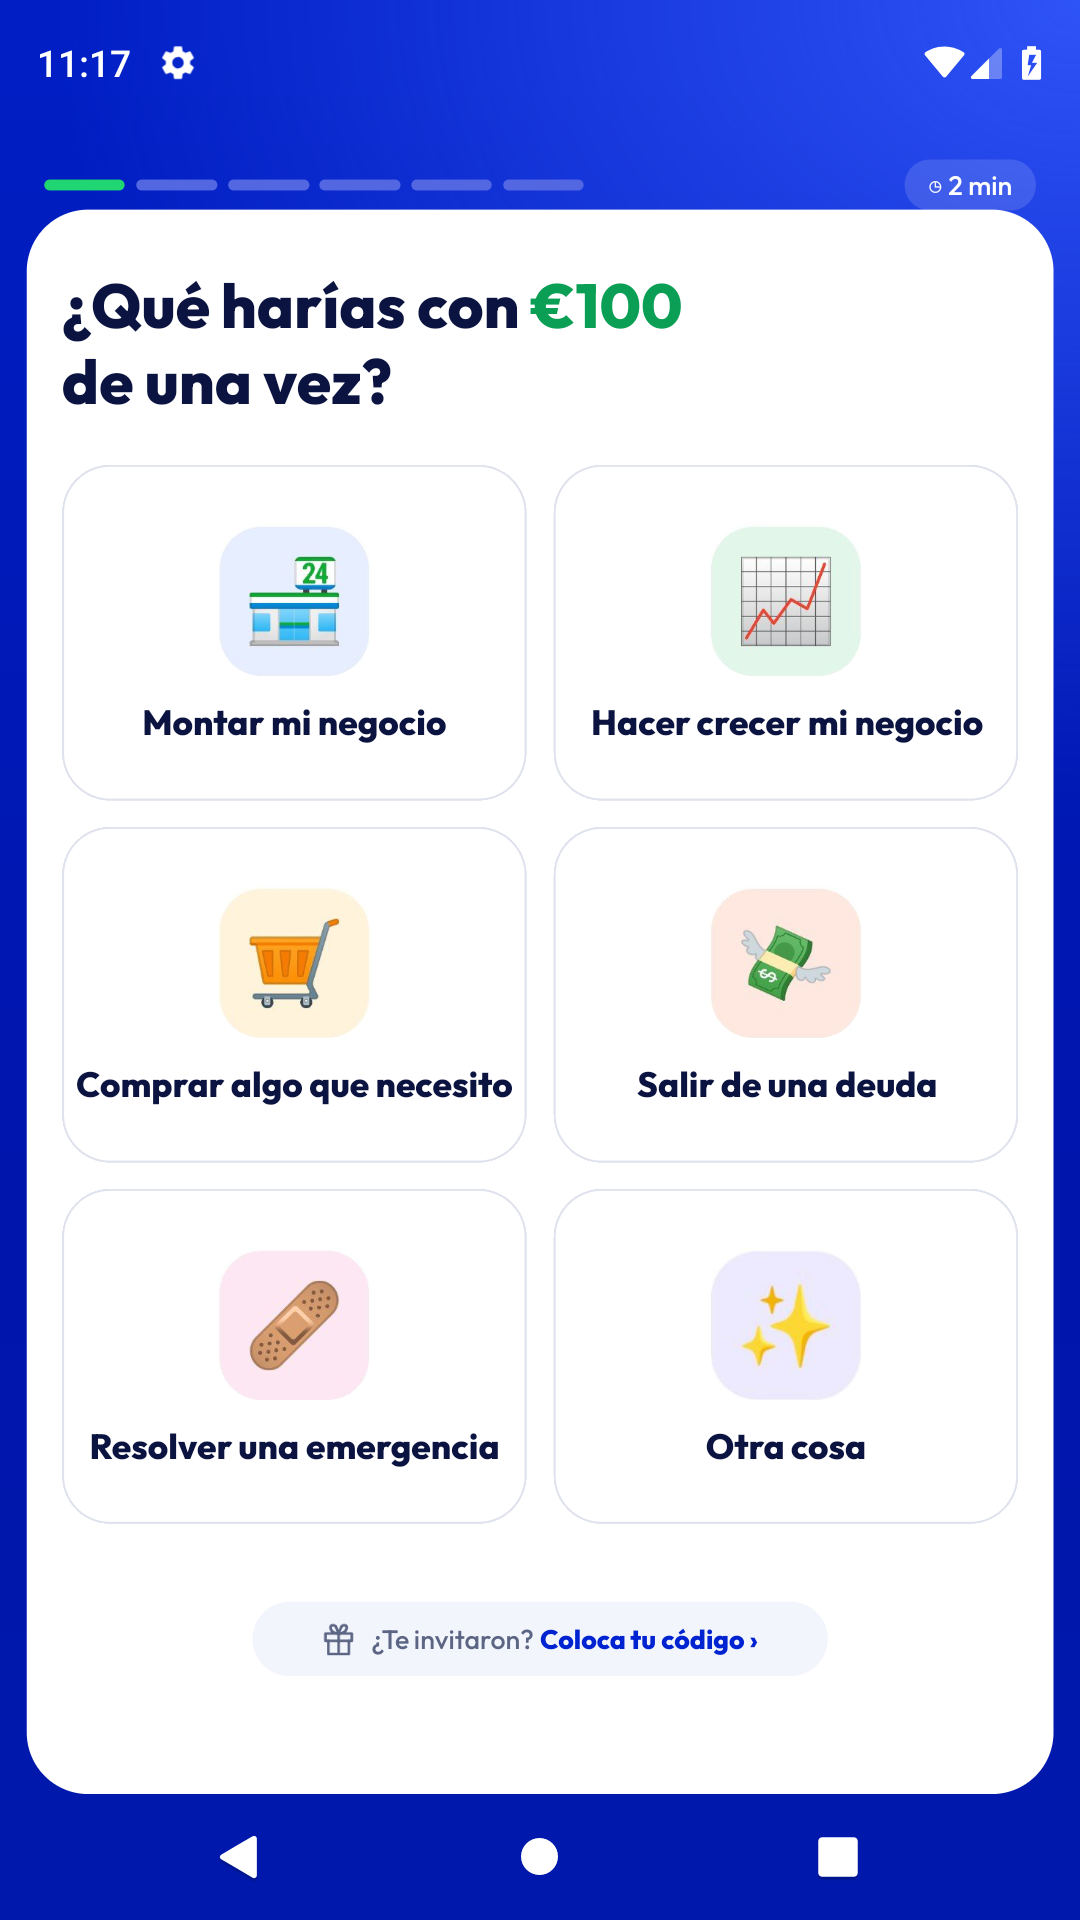 11:17
2 min
¿Qué harías con €100
de una vez?
24
Montar mi negocio
Hacer crecer mi negocio
Comprar algo que necesito
$
Salir de una deuda
Resolver una emergencia
Otra cosa
¿Te invitaron? Coloca tu código ›